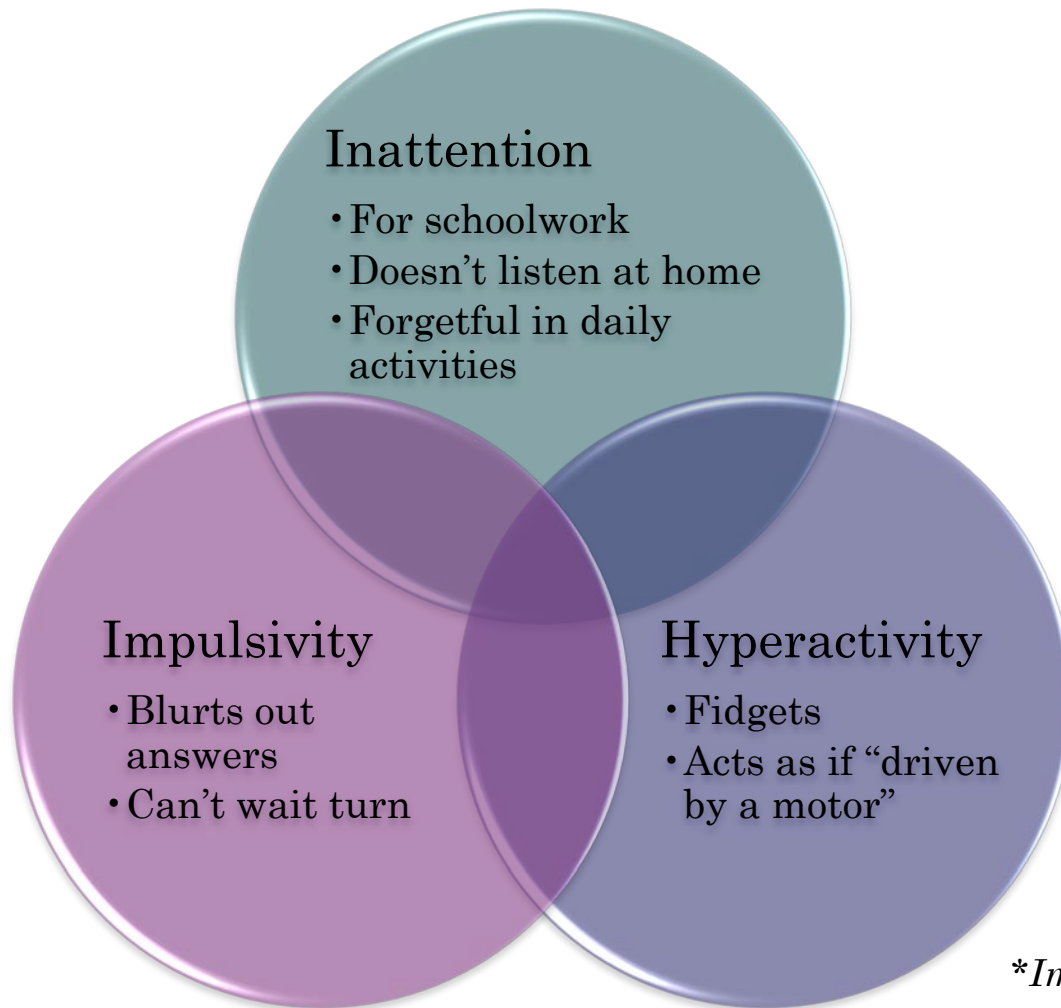 Inattention
• For schoolwork
• Doesn’t listen at home
• Forgetful in daily
activities
Impulsivity
• Blurts out
answers
• Can’t wait turn
Hyperactivity
• Fidgets
• Acts as if “driven
by a motor”